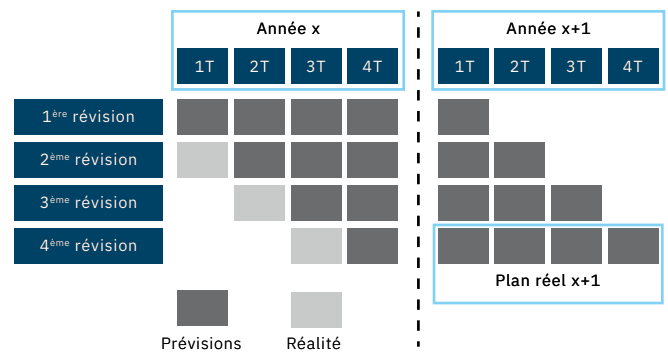 Année x
Année x+1
1T 2T 3T 4T
1T 2T 3T 4T
1ère révision
2ème révision
3ème révision
4ème révision
Plan réel x+1
Prévisions
Réalité